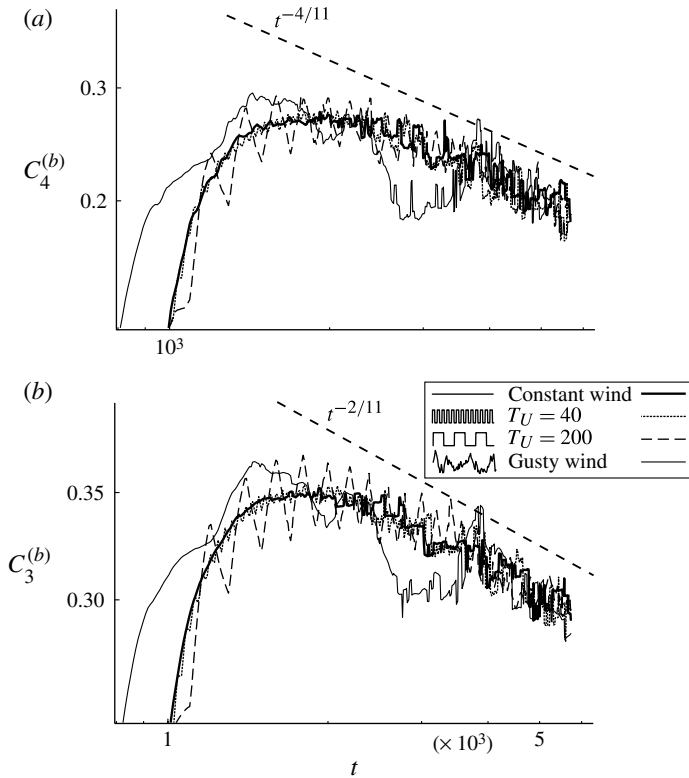 (a)
t^{-4/11}
0.3
C_4^{(b)}
0.2
10^3
(b)
t^{-2/11}
Constant wind
T_U = 40
T_U = 200
Gusty wind
0.35
C_3^{(b)}
0.30
1
(× 10^3)
5
t